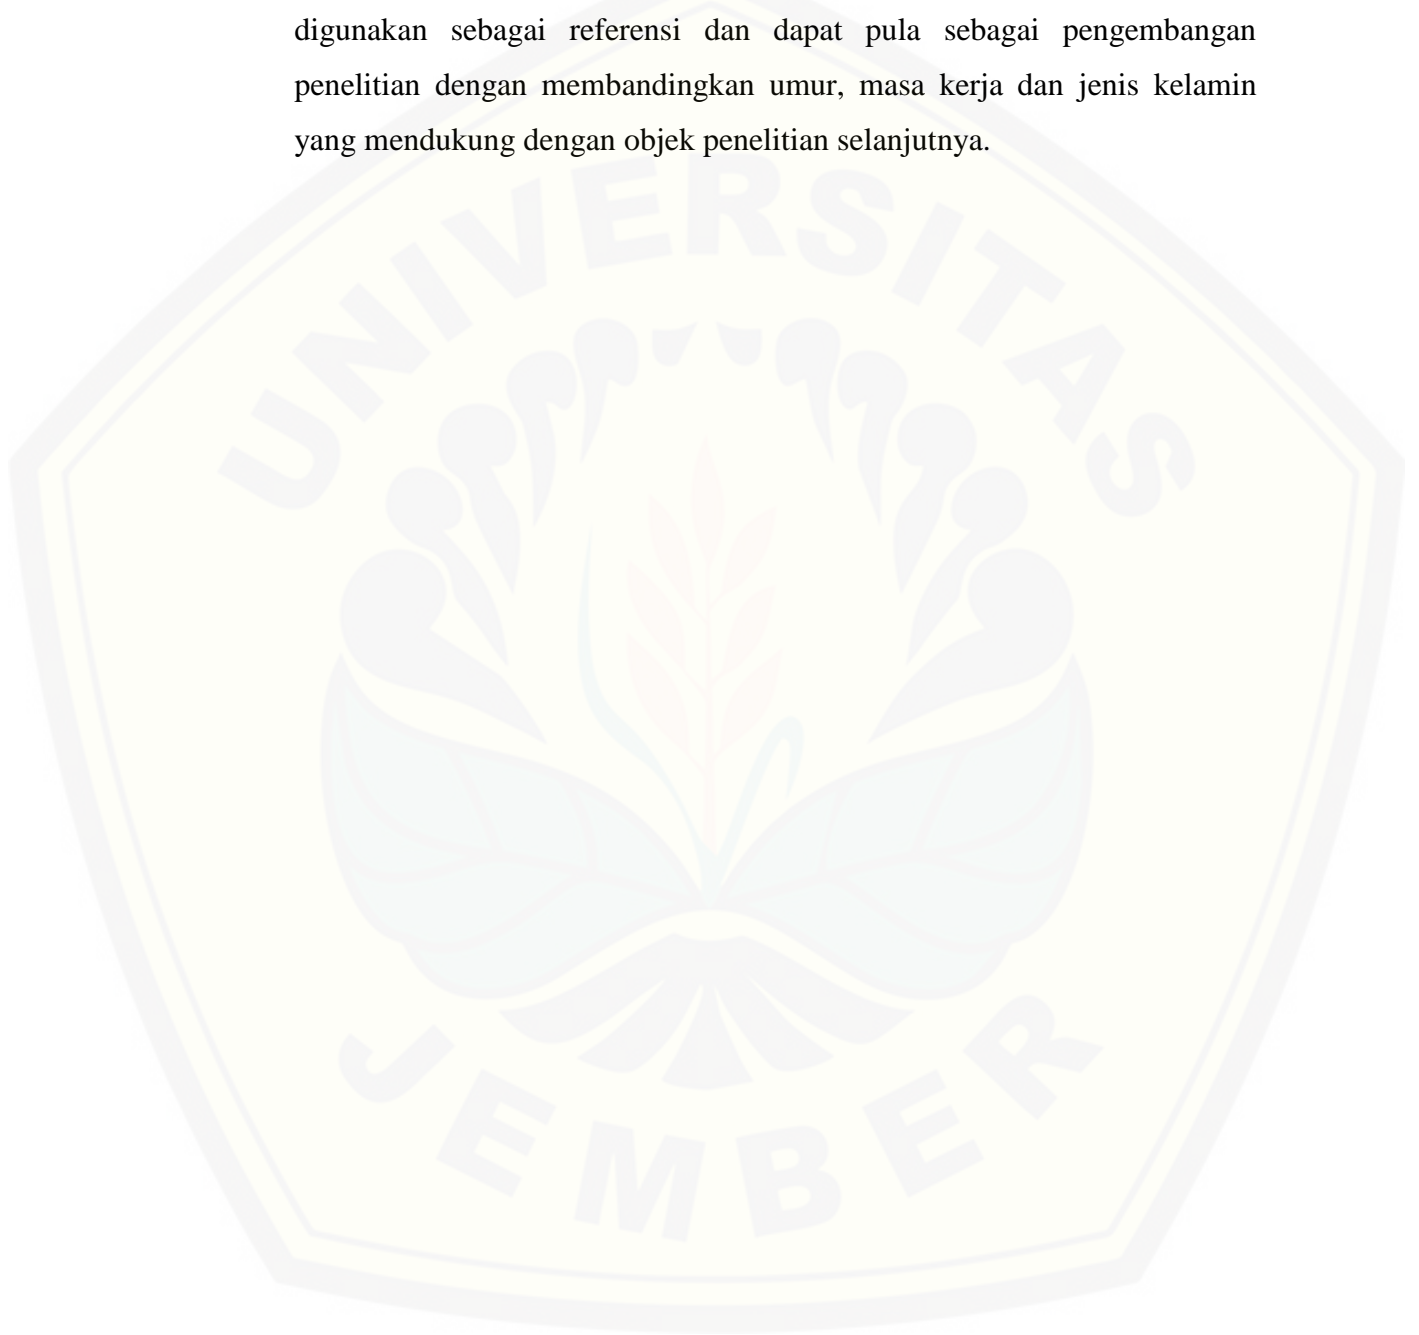 digunakan sebagai referensi dan dapat pula sebagai pengembangan
penelitian dengan membandingkan umur, masa kerja dan jenis kelamin
yang mendukung dengan objek penelitian selanjutnya.
UNIVERSITAS
JEMBER